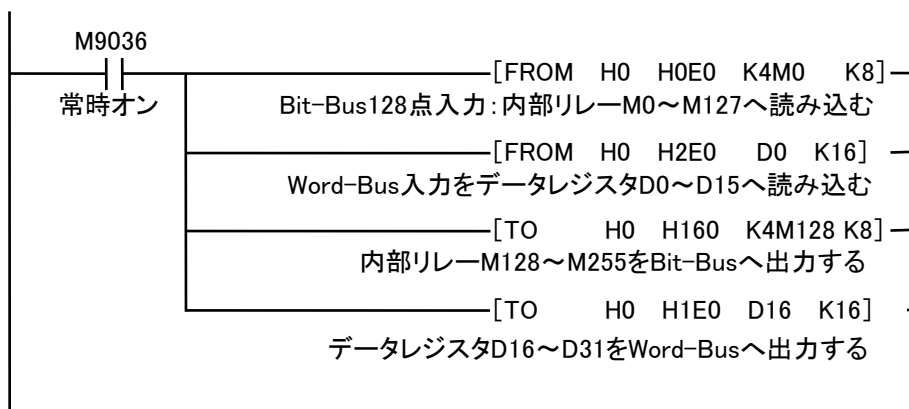 M9036
[FROM H0 H0E0 K4M0 K8]
常時オン
Bit-Bus128点入力:内部リレーM0～M127へ読み込む
[FROM H0 H2E0 D0 K16]
Word-Bus入力をデータレジスタD0～D15へ読み込む
[TO H0 H160 K4M128 K8]
内部リレーM128～M255をBit-Busへ出力する
[TO H0 H1E0 D16 K16]
データレジスタD16～D31をWord-Busへ出力する